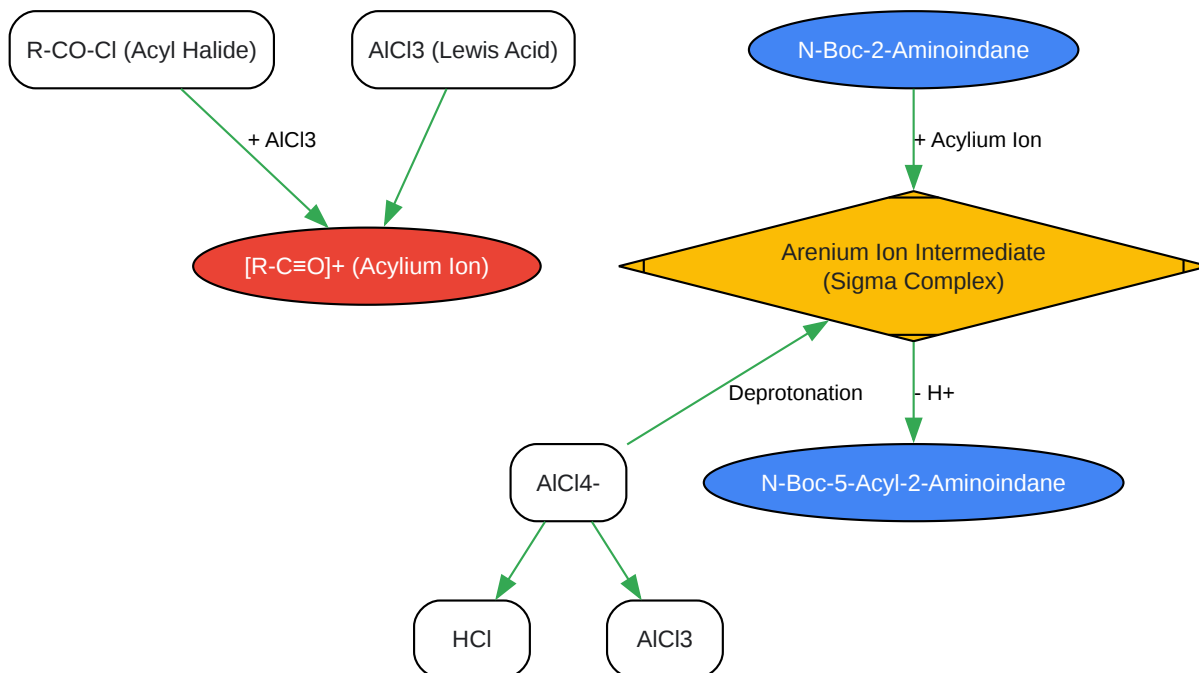 R-CO-Cl (Acyl Halide)
AlCl3 (Lewis Acid)
N-Boc-2-Aminoindane
+ AlCl3
+ Acylium Ion
[R-C≡O]+ (Acylium Ion)
Arenium Ion Intermediate
(Sigma Complex)
Deprotonation
- H+
AlCl4-
N-Boc-5-Acyl-2-Aminoindane
HCl
AlCl3